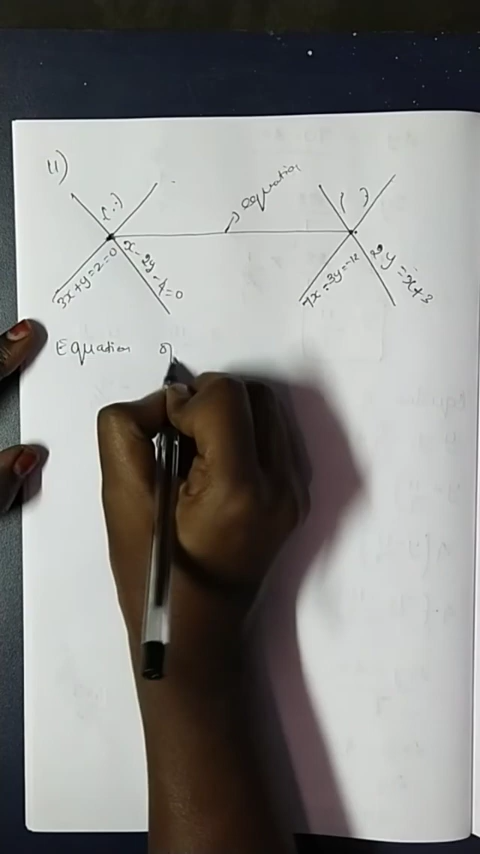 11)
(..)
Equation
( )
3x+y=2=0
x-2y-4=0
7x-3y=-12
2y=x+3
Equation of